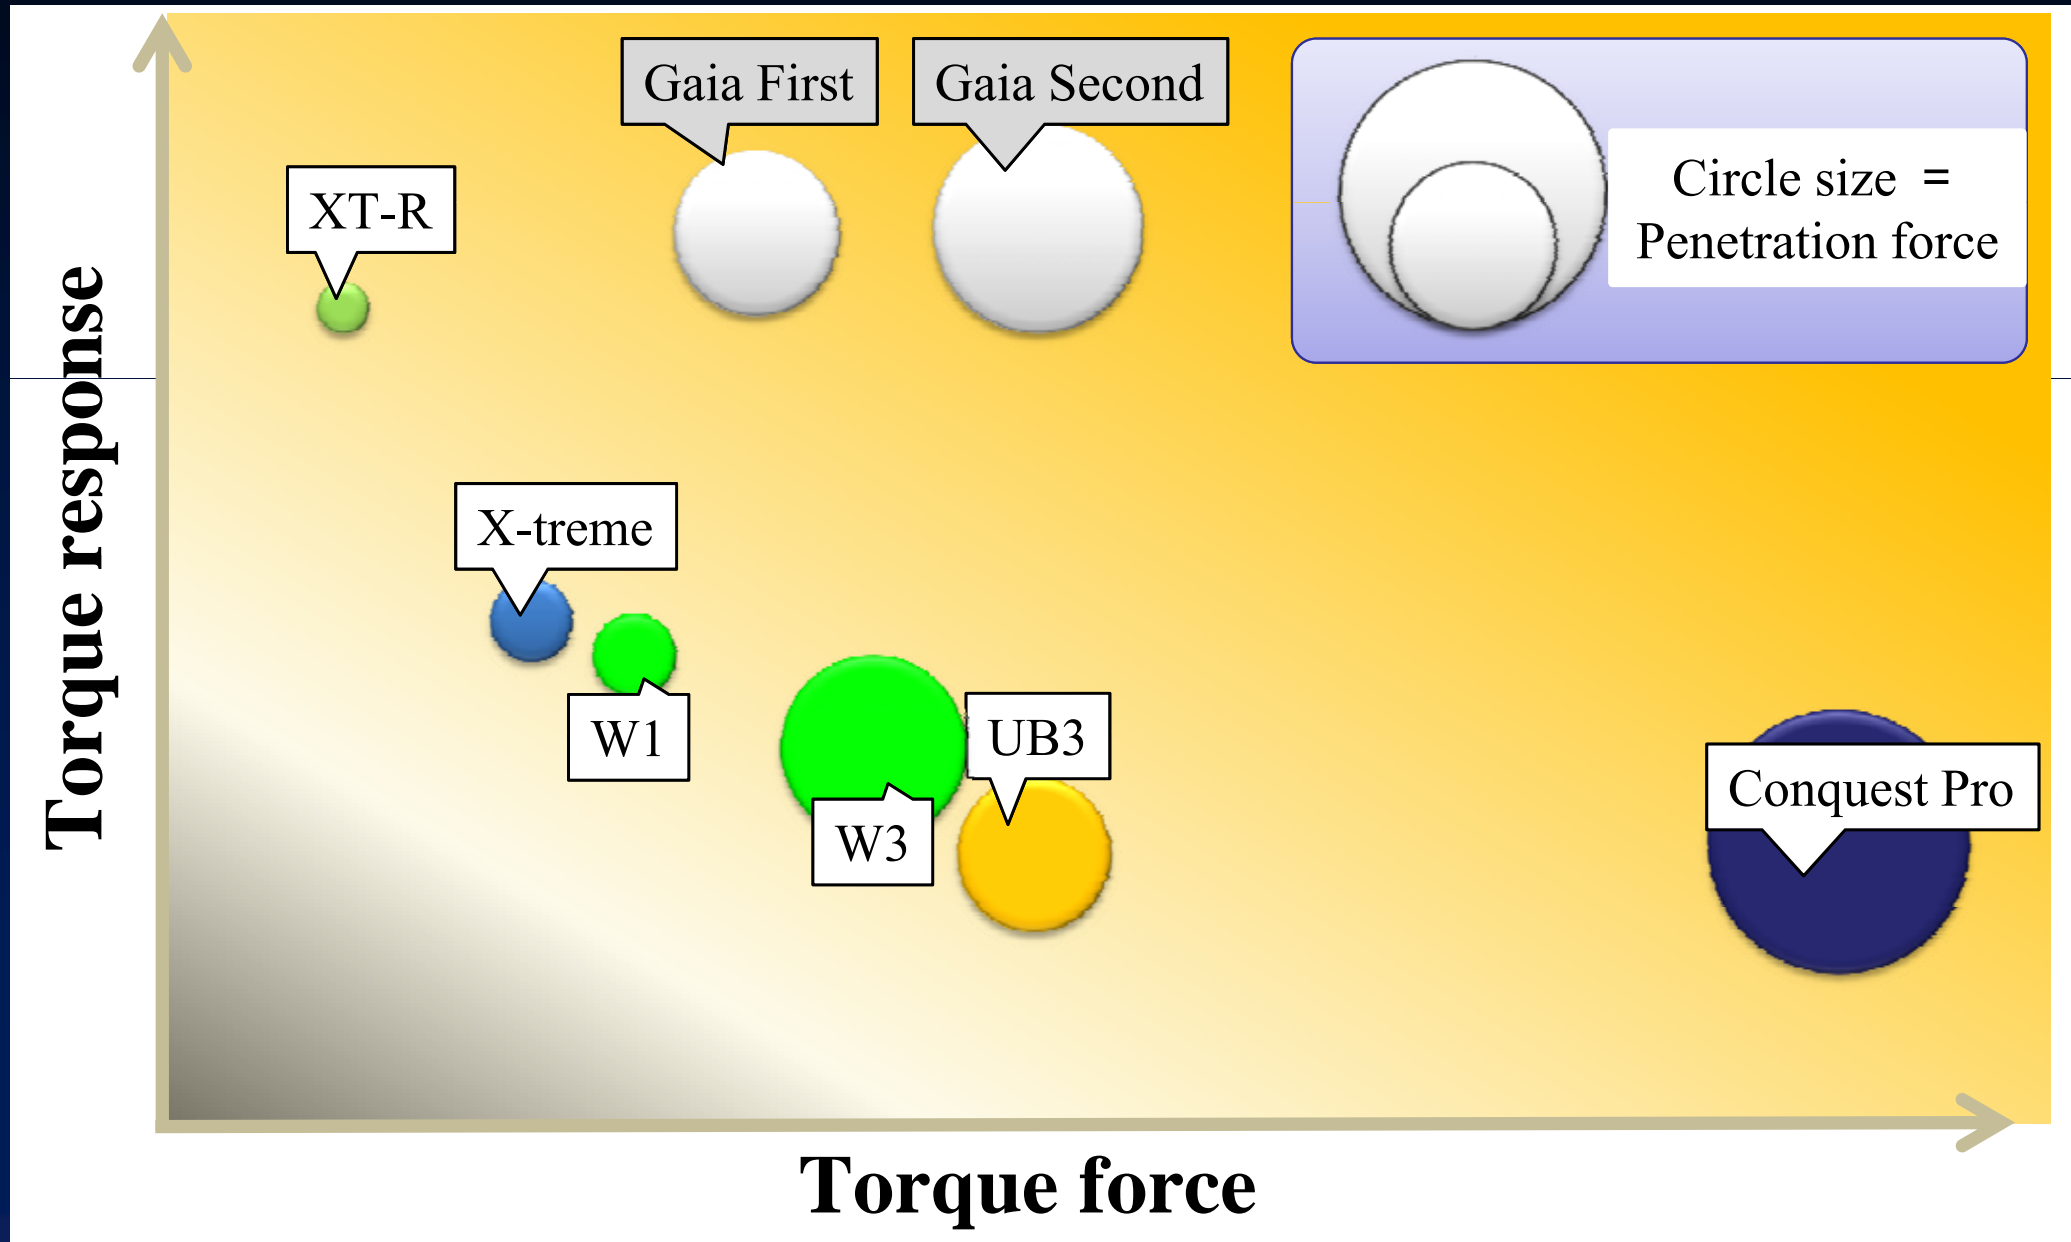 Gaia First
Gaia Second
XT-R
Circle size =
Penetration force
Torque response
X-treme
W1
UB3
W3
Conquest Pro
Torque force